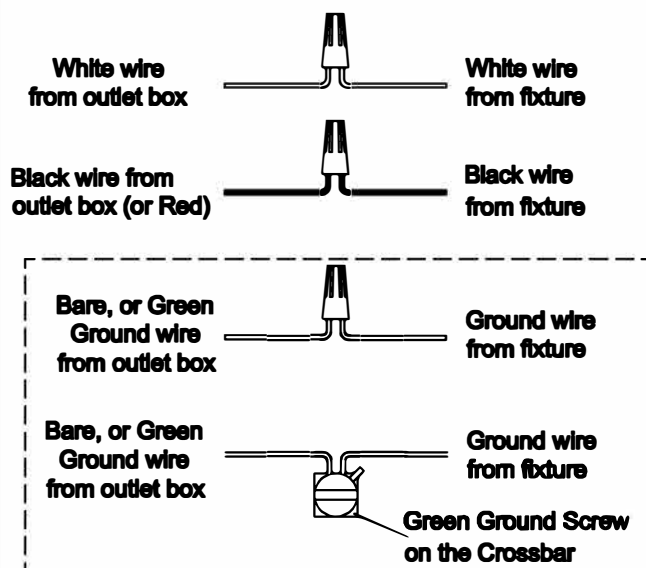 White wire
from outlet box
White wire
from fixture
Black wire from
outlet box (or Red)
Black wire
from fixture
Bare, or Green
Ground wire
from outlet box
Ground wire
from fixture
Bare, or Green
Ground wire
from outlet box
Ground wire
from fixture
Green Ground Screw
on the Crossbar